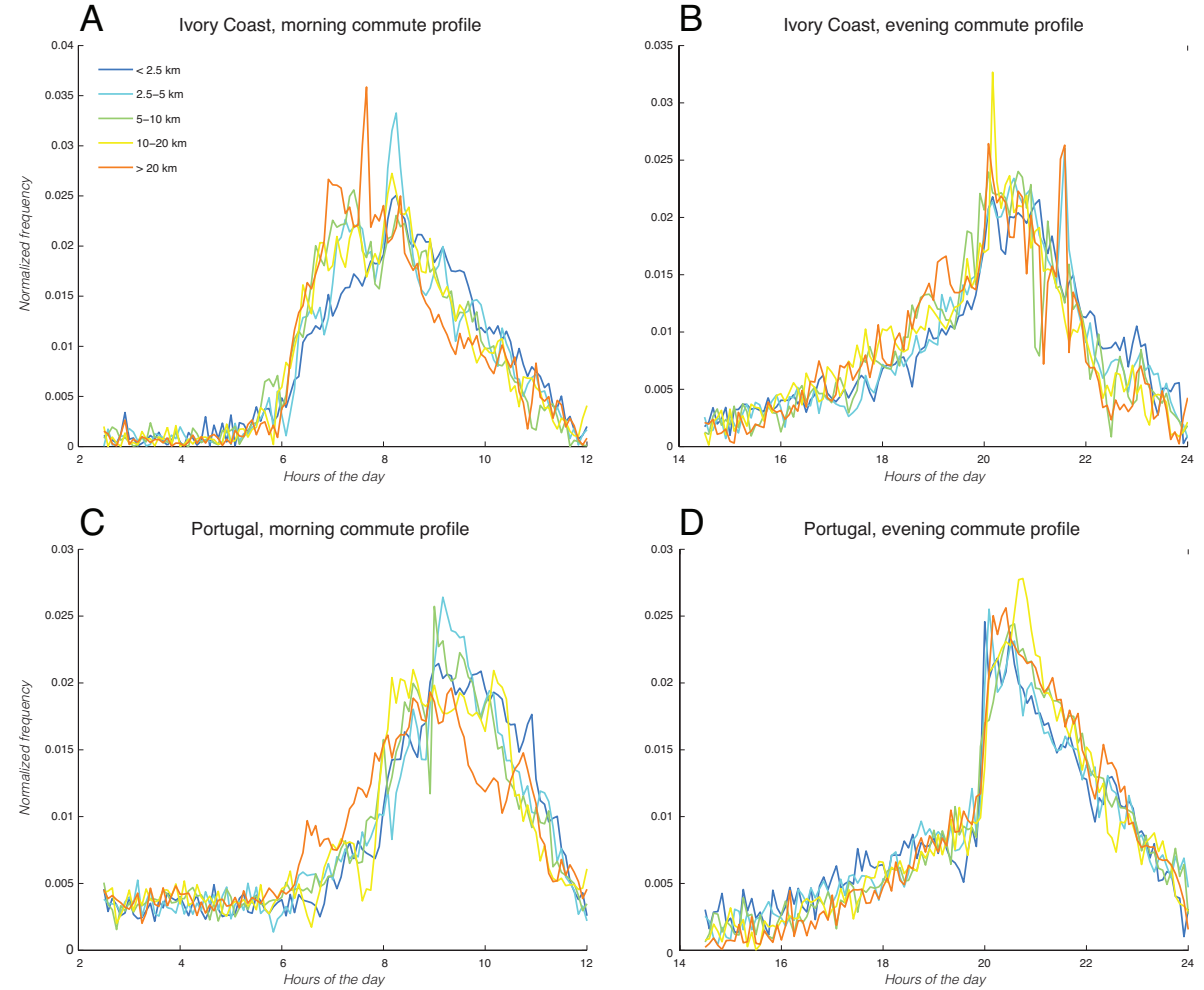 A
Ivory Coast, morning commute profile
0.04
0.035
0.03
0.025
0.02
0.015
0.01
0.005
0
Normalized frequency
< 2.5 km
2.5–5 km
5–10 km
10–20 km
> 20 km
2 4 6 8 10 12
Hours of the day
B
Ivory Coast, evening commute profile
0.035
0.03
0.025
0.02
0.015
0.01
0.005
0
14 16 18 20 22 24
Hours of the day
C
Portugal, morning commute profile
0.03
0.025
0.02
0.015
0.01
0.005
0
Normalized frequency
2 4 6 8 10 12
Hours of the day
D
Portugal, evening commute profile
0.03
0.025
0.02
0.015
0.01
0.005
0
14 16 18 20 22 24
Hours of the day